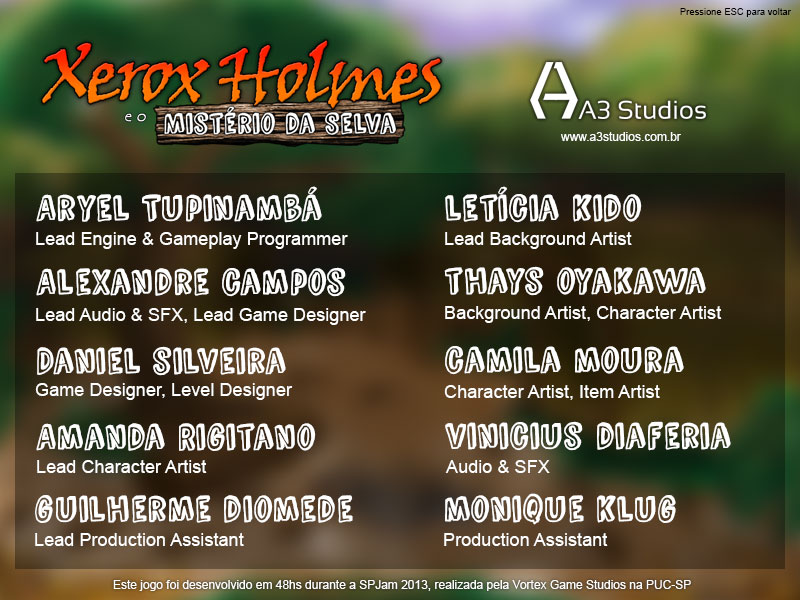 Pressione ESC para voltar
Xerox Holmes
e o MISTÉRIO DA SELVA
A3 Studios
www.a3studios.com.br
ARYEL TUPINAMBÁ
Lead Engine & Gameplay Programmer
ALEXANDRE CAMPOS
Lead Audio & SFX, Lead Game Designer
DANIEL SILVEIRA
Game Designer, Level Designer
AMANDA RIGITANO
Lead Character Artist
GUILHERME DIOMEDE
Lead Production Assistant
LETÍCIA KIDO
Lead Background Artist
THAYS OYAKAWA
Background Artist, Character Artist
CAMILA MOURA
Character Artist, Item Artist
VINICIUS DIAFERIA
Audio & SFX
MONIQUE KLUG
Production Assistant
Este jogo foi desenvolvido em 48hs durante a SPJam 2013, realizada pela Vortex Game Studios na PUC-SP